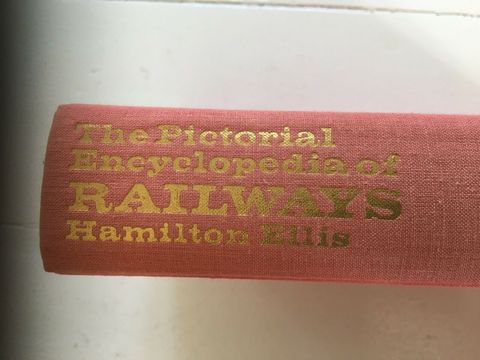 The Pictorial
Encyclopedia of
RAILWAYS
Hamilton Ellis